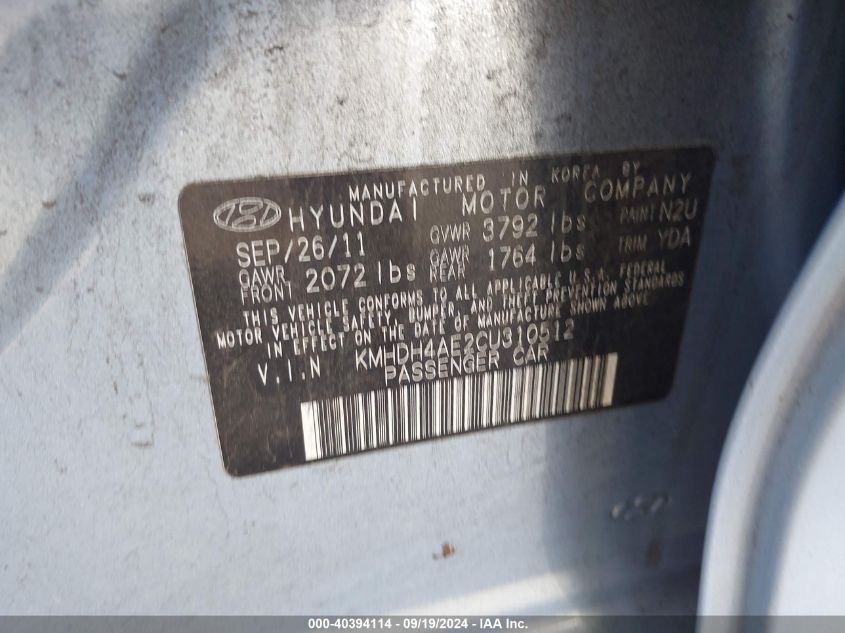 MANUFACTURED IN KOREA BY
HYUNDAI MOTOR COMPANY
SEP/26/11 GVWR 3792 lbs PAINT N2U
GAWR FRONT 2072 lbs GAWR REAR 1764 lbs TRIM YDA
THIS VEHICLE CONFORMS TO ALL APPLICABLE U.S.A. FEDERAL
MOTOR VEHICLE SAFETY, BUMPER, AND THEFT PREVENTION STANDARDS
IN EFFECT ON THE DATE OF MANUFACTURE SHOWN ABOVE.
V.I.N KMHDH4AE2CU310512
PASSENGER CAR
000-40394114 - 09/19/2024 - IAA Inc.